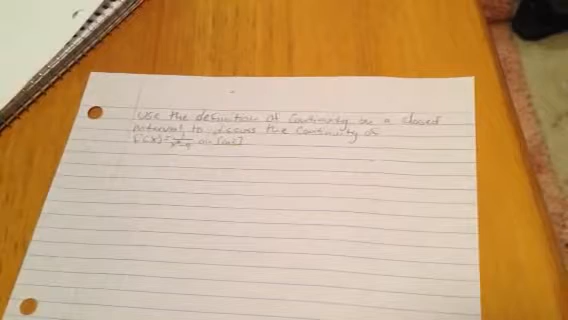 Use the definition of Continuity on a closed
interval to discuss the Continuity of
f(x) = on